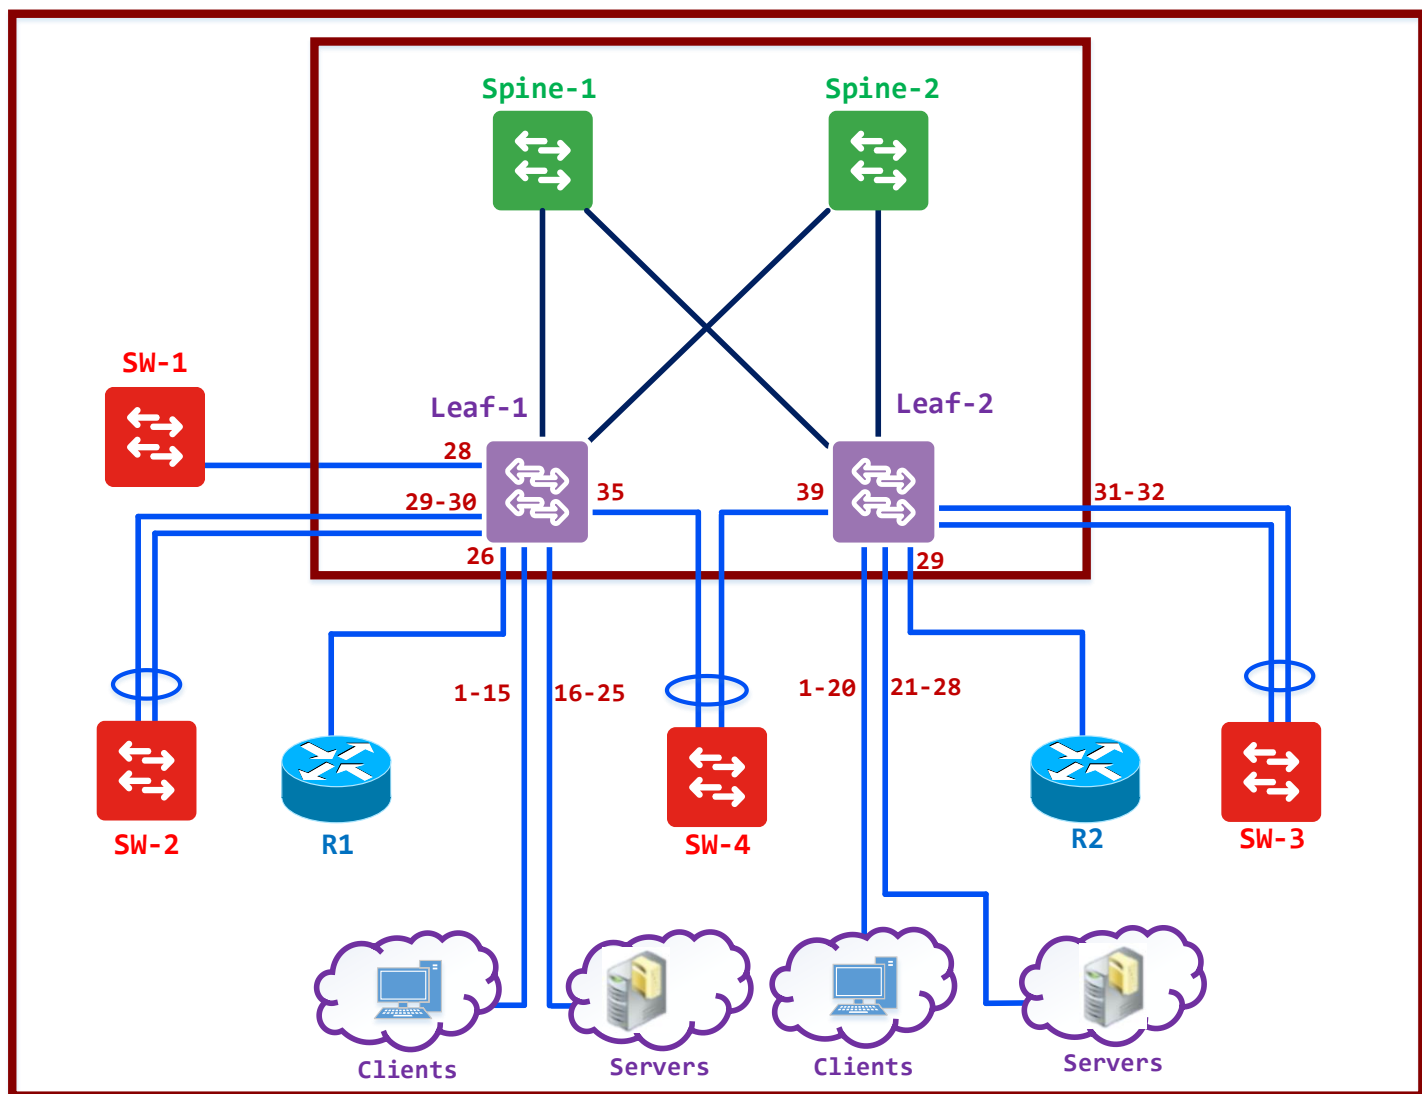 Spine-1
Spine-2
SW-1
Leaf-1
Leaf-2
28
29-30
35
39
31-32
26
29
1-15
16-25
1-20
21-28
SW-2
R1
SW-4
R2
SW-3
Clients
Servers
Clients
Servers